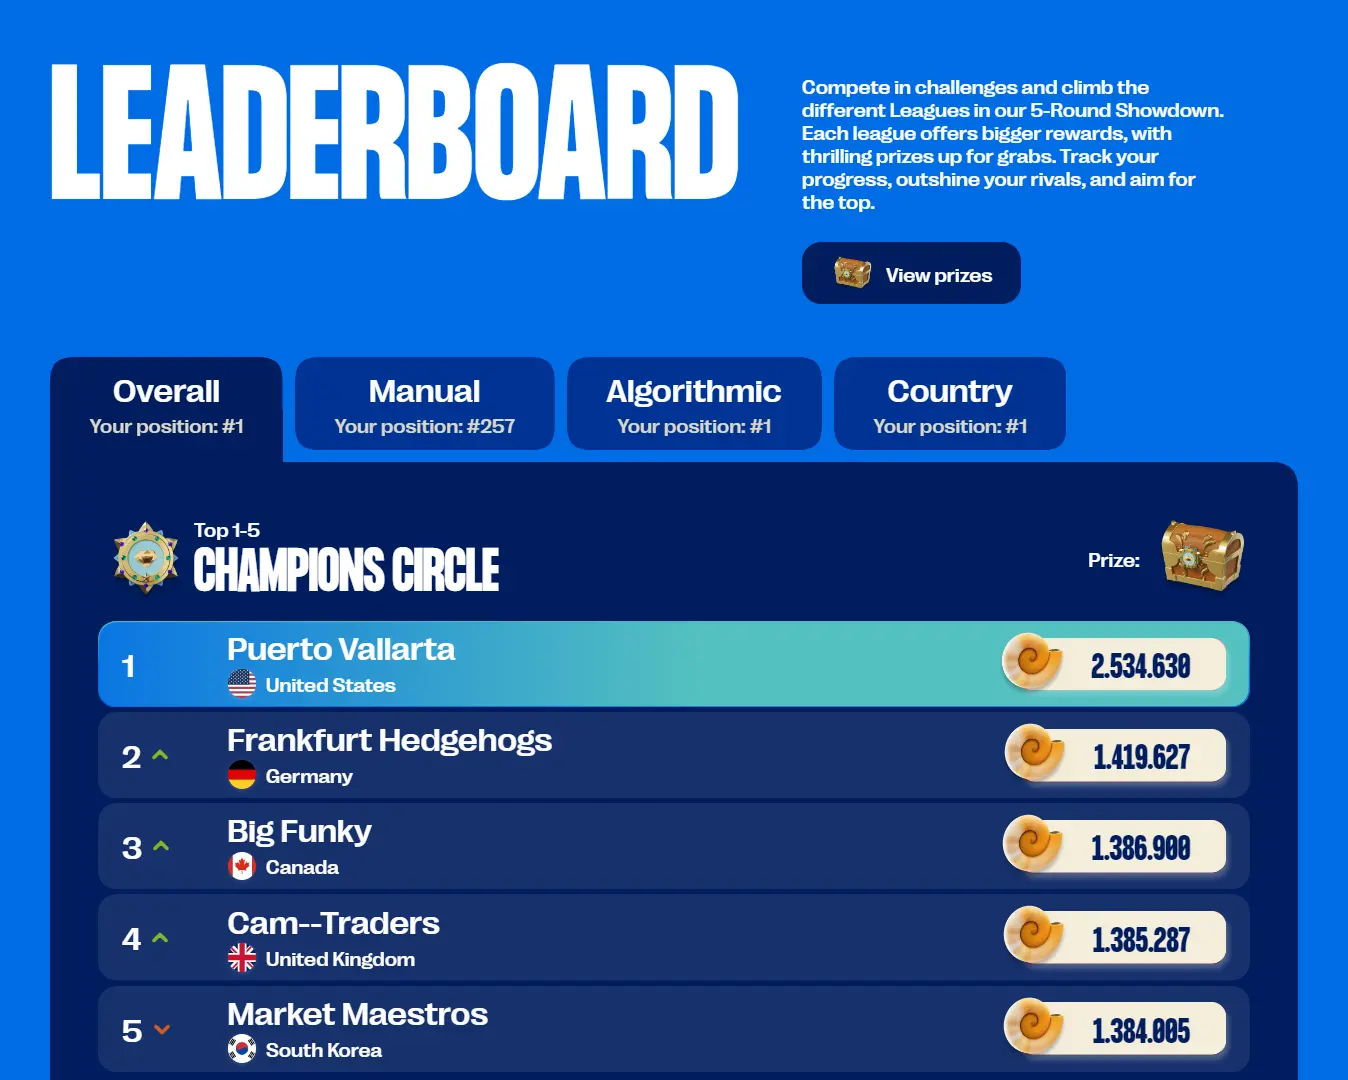 LEADERBOARD
Compete in challenges and climb the
different Leagues in our 5-Round Showdown.
Each league offers bigger rewards, with
thrilling prizes up for grabs. Track your
progress, outshine your rivals, and aim for
the top.
View prizes
Overall
Your position: #1
Manual
Your position: #257
Algorithmic
Your position: #1
Country
Your position: #1
Top 1-5
CHAMPIONS CIRCLE
Prize:
1
Puerto Vallarta
United States
2.534.630
2
Frankfurt Hedgehogs
Germany
1.419.627
3
Big Funky
Canada
1.386.900
4
Cam--Traders
United Kingdom
1.385.287
5
Market Maestros
South Korea
1.384.005